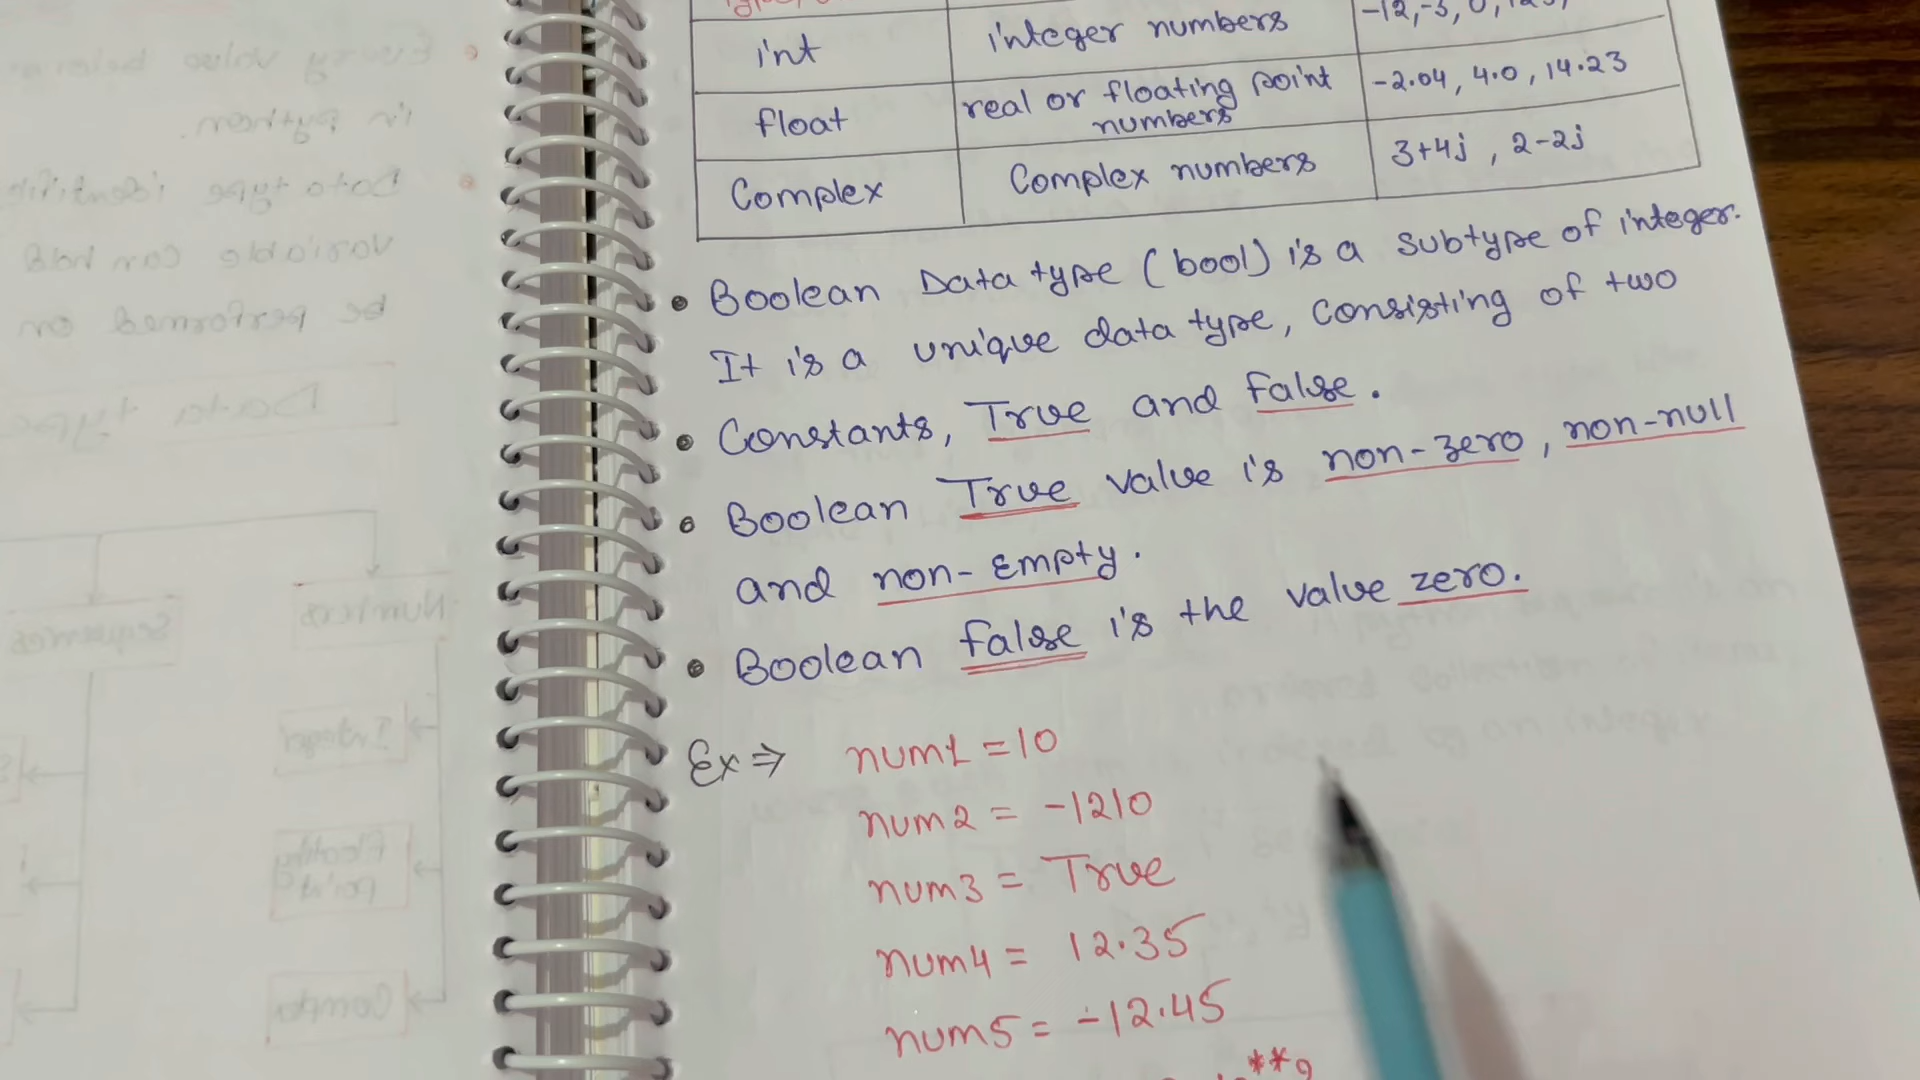 int integer numbers -12, -3, 0,
float real or floating point numbers -2.04, 4.0, 14.23
Complex Complex numbers 3+4j , 2-2j
• Boolean Data type (bool) is a subtype of integer.
It is a unique data type, consisting of two
• Constants, True and false.
• Boolean True value is non-zero, non-null
and non-Empty.
• Boolean false is the value zero.
Ex ⇒ num1 = 10
num2 = -1210
num3 = True
num4 = 12.35
num5 = -12.45